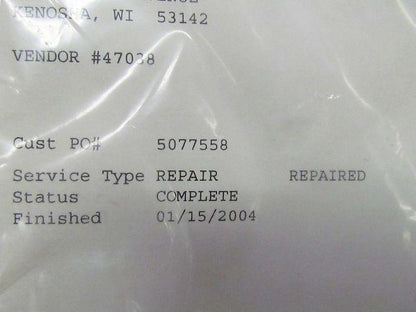 KENOSHA, WI 53142
VENDOR #47038
Cust PO# 5077558
Service Type REPAIR REPAIRED
Status COMPLETE
Finished 01/15/2004